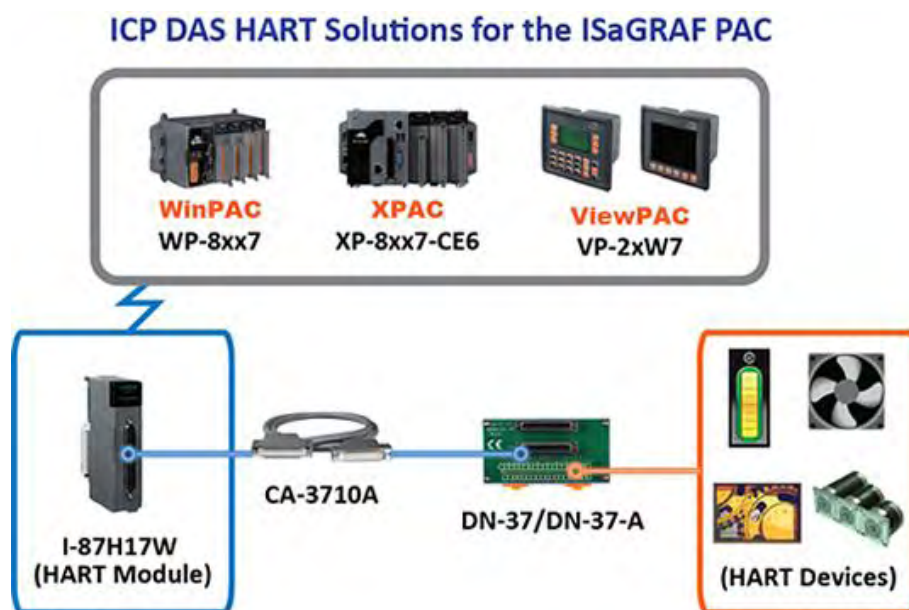 ICP DAS HART Solutions for the ISaGRAF PAC
WinPAC
WP-8xx7
XPAC
XP-8xx7-CE6
ViewPAC
VP-2xW7
I-87H17W
(HART Module)
CA-3710A
CE
DN-37/DN-37-A
(HART Devices)